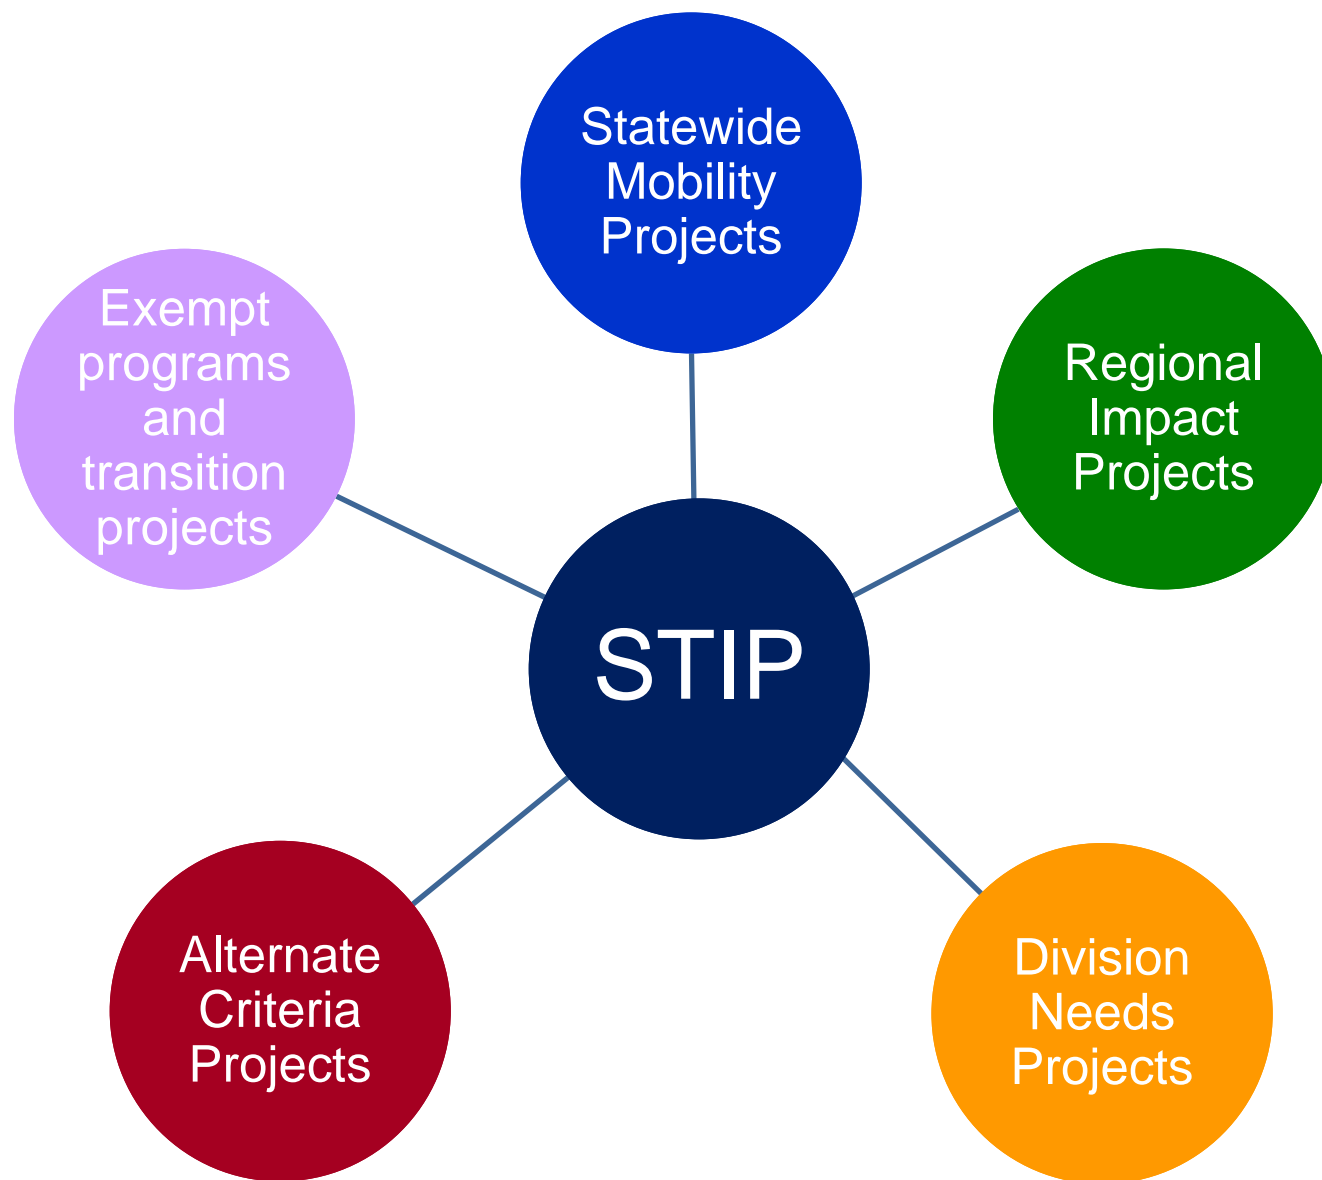 Statewide
Mobility
Projects
Exempt
programs
and
transition
projects
Regional
Impact
Projects
STIP
Alternate
Criteria
Projects
Division
Needs
Projects